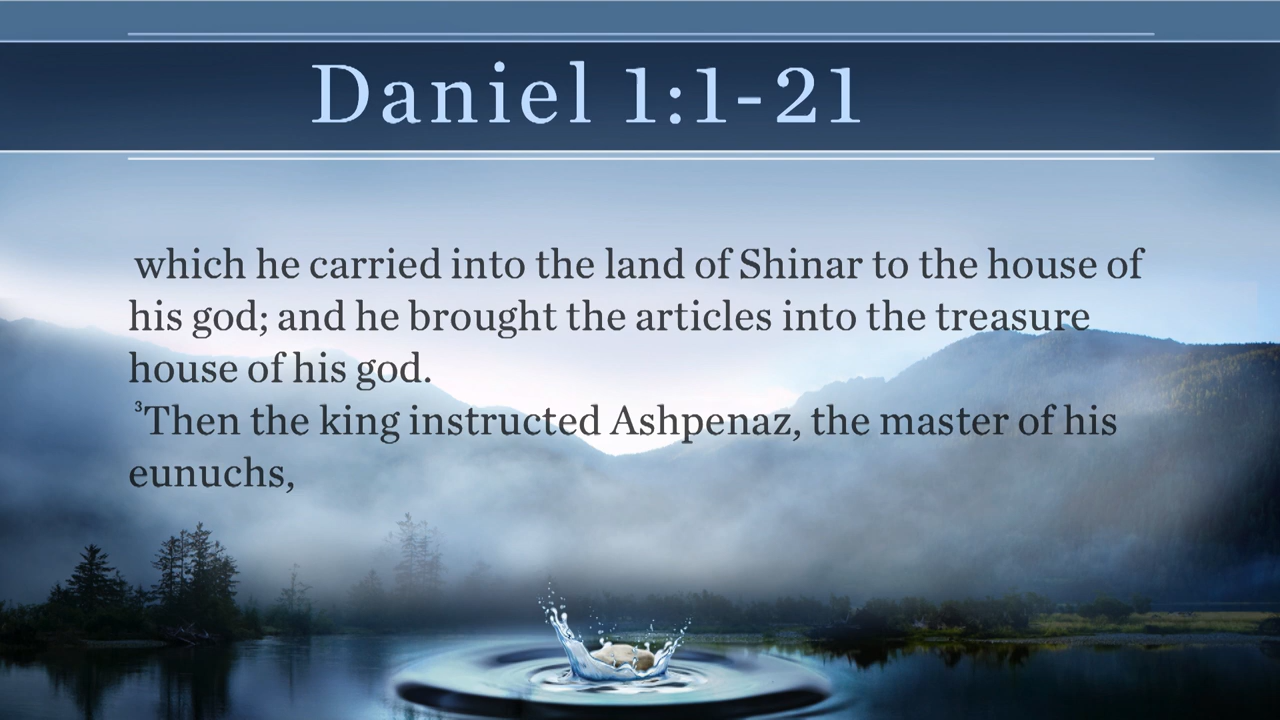 Daniel 1:1-21
which he carried into the land of Shinar to the house of
his god; and he brought the articles into the treasure
house of his god.
³Then the king instructed Ashpenaz, the master of his
eunuchs,